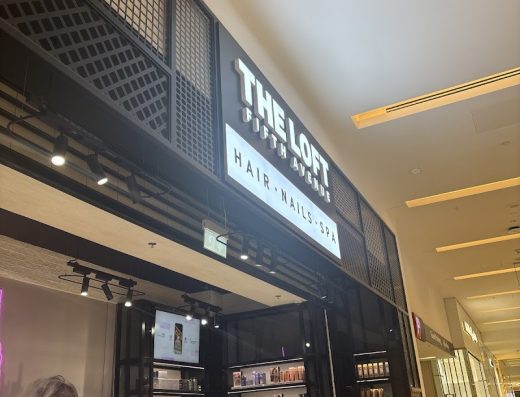 THE LOFT
FIFTH AVENUE
HAIR · NAILS · SPA